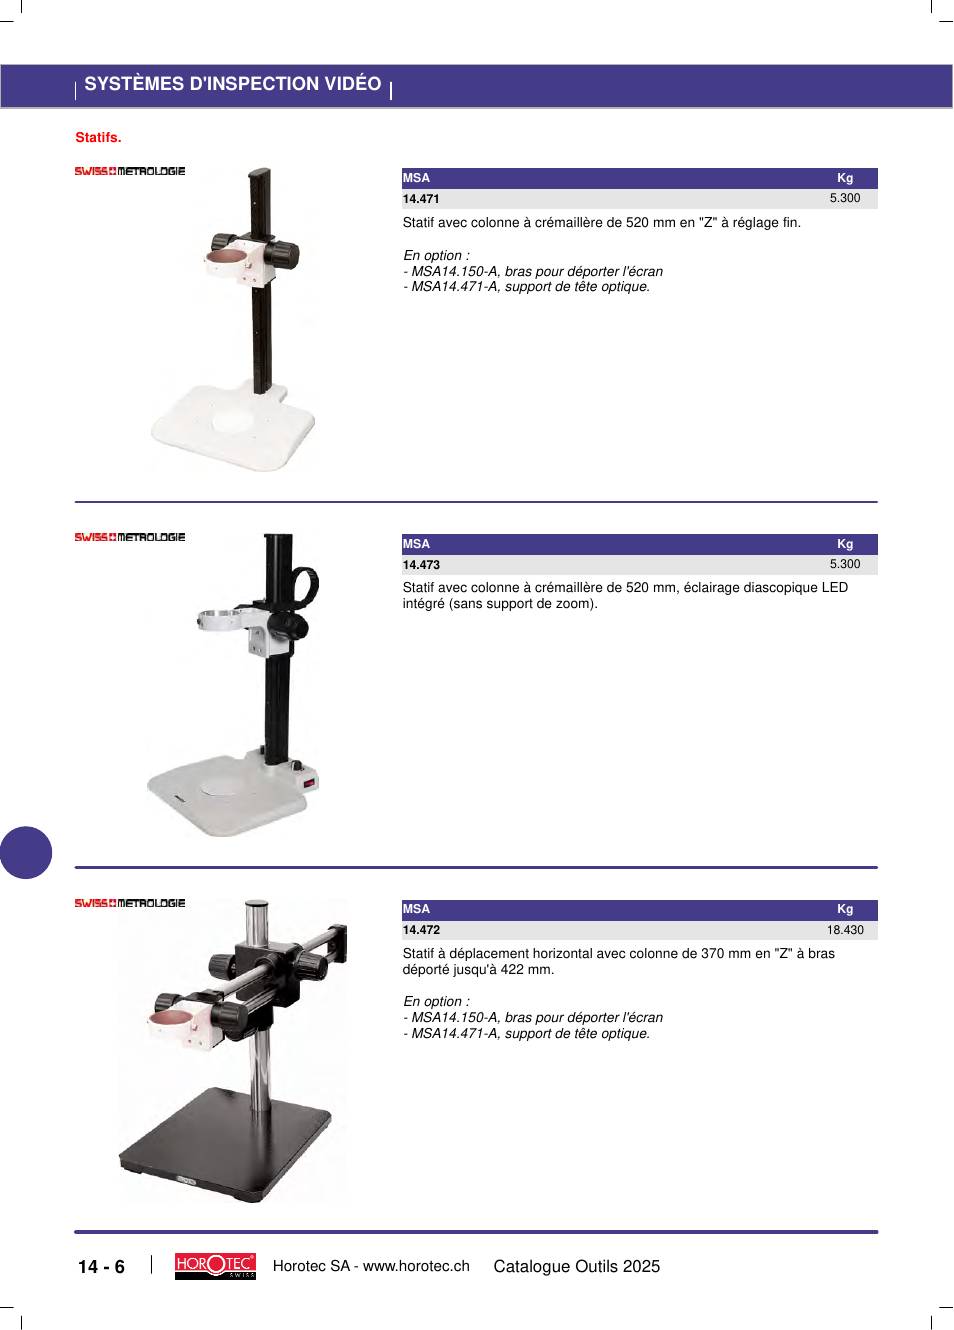 SYSTÈMES D'INSPECTION VIDÉO
Statifs.
SWISS METROLOGIE
MSA Kg
14.471 5.300
Statif avec colonne à crémaillère de 520 mm en "Z" à réglage fin.
En option :
- MSA14.150-A, bras pour déporter l'écran
- MSA14.471-A, support de tête optique.
SWISS METROLOGIE
MSA Kg
14.473 5.300
Statif avec colonne à crémaillère de 520 mm, éclairage diascopique LED
intégré (sans support de zoom).
SWISS METROLOGIE
MSA Kg
14.472 18.430
Statif à déplacement horizontal avec colonne de 370 mm en "Z" à bras
déporté jusqu'à 422 mm.
En option :
- MSA14.150-A, bras pour déporter l'écran
- MSA14.471-A, support de tête optique.
14 - 6
HOROTEC®
SWISS
Horotec SA - www.horotec.ch Catalogue Outils 2025